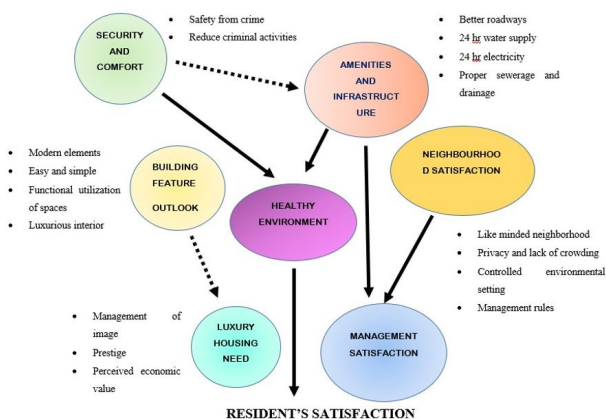 SECURITY
AND
COMFORT
• Safety from crime
• Reduce criminal activities
AMENITIES
AND
INFRASTRUCT
URE
• Better roadways
• 24 hr water supply
• 24 hr electricity
• Proper sewerage and
drainage
• Modern elements
• Easy and simple
• Functional utilization
of spaces
• Luxurious interior
BUILDING
FEATURE
OUTLOOK
HEALTHY
ENVIRONMENT
NEIGHBOURHOO
D SATISFACTION
• Like minded neighborhood
• Privacy and lack of crowding
• Controlled environmental
setting
• Management rules
• Management of
image
• Prestige
• Perceived economic
value
LUXURY
HOUSING
NEED
MANAGEMENT
SATISFACTION
RESIDENT'S SATISFACTION